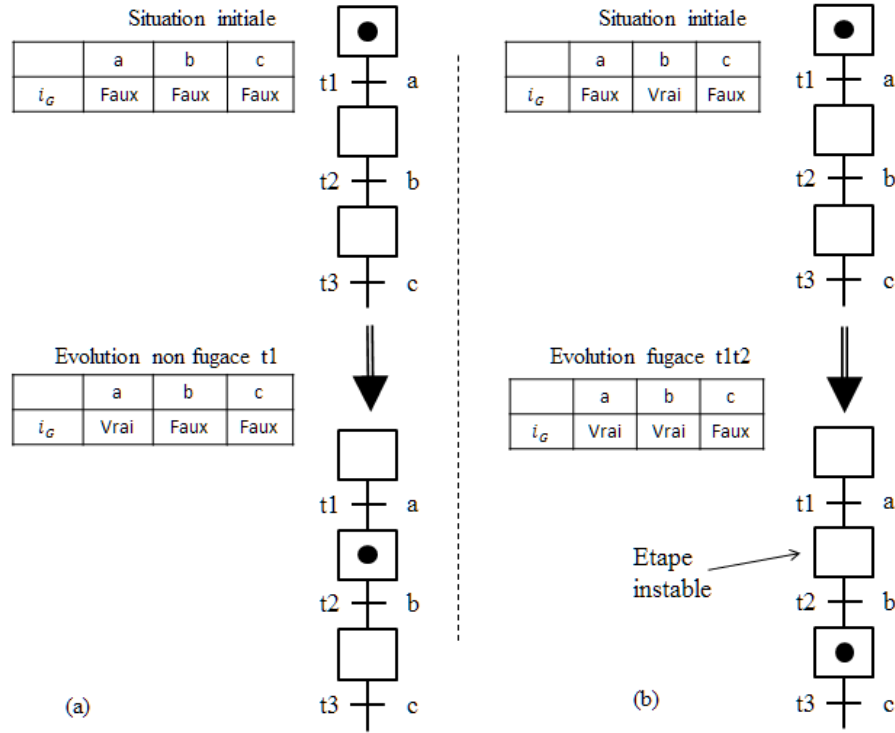 Situation initiale
a b c
i_G Faux Faux Faux
t1 a
t2 b
t3 c
Evolution non fugace t1
a b c
i_G Vrai Faux Faux
t1 a
t2 b
t3 c
(a)
Situation initiale
a b c
i_G Faux Vrai Faux
t1 a
t2 b
t3 c
Evolution fugace t1t2
a b c
i_G Vrai Vrai Faux
t1 a
Etape
instable
t2 b
t3 c
(b)